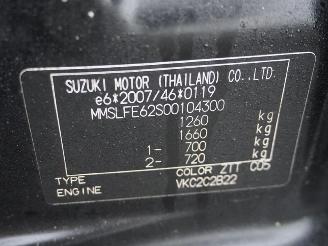 SUZUKI MOTOR (THAILAND) CO.,LTD.
e6*2007/46*0119
MMSLFE62S00104300
1260 kg
1660 kg
1- 700 kg
2- 720 kg
COLOR ZTT C05
TYPE VKC2C2B22
ENGINE